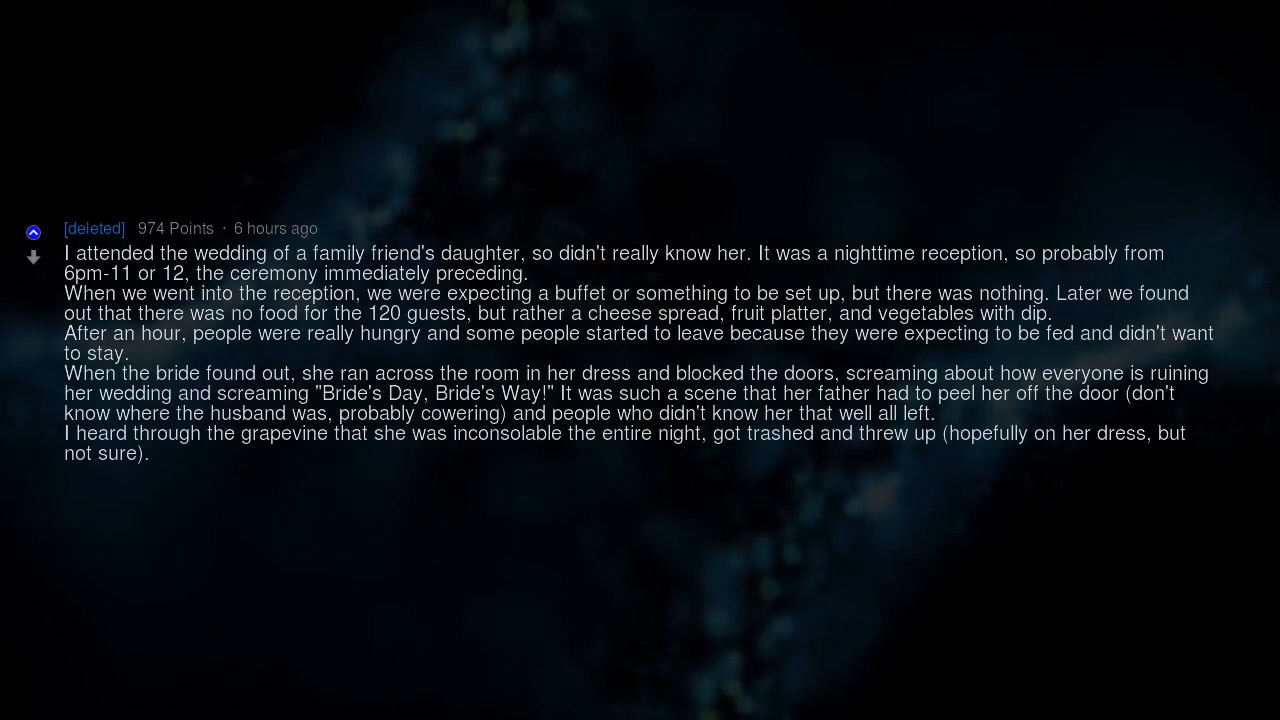 [deleted] 974 Points · 6 hours ago
I attended the wedding of a family friend's daughter, so didn't really know her. It was a nighttime reception, so probably from
6pm-11 or 12, the ceremony immediately preceding.
When we went into the reception, we were expecting a buffet or something to be set up, but there was nothing. Later we found
out that there was no food for the 120 guests, but rather a cheese spread, fruit platter, and vegetables with dip.
After an hour, people were really hungry and some people started to leave because they were expecting to be fed and didn't want
to stay.
When the bride found out, she ran across the room in her dress and blocked the doors, screaming about how everyone is ruining
her wedding and screaming "Bride's Day, Bride's Way!" It was such a scene that her father had to peel her off the door (don't
know where the husband was, probably cowering) and people who didn't know her that well all left.
I heard through the grapevine that she was inconsolable the entire night, got trashed and threw up (hopefully on her dress, but
not sure).